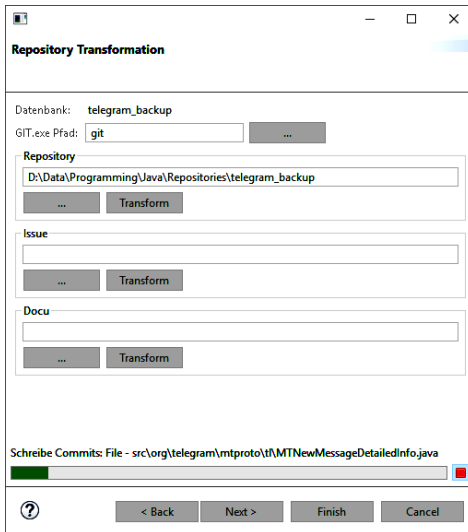 Repository Transformation
Datenbank: telegram_backup
GIT.exe Pfad: git ...
Repository
D:\Data\Programming\Java\Repositories\telegram_backup
... Transform
Issue
... Transform
Docu
... Transform
Schreibe Commits: File - src\org\telegram\mtproto\tl\MTNewMessageDetailedInfo.java
? < Back Next > Finish Cancel